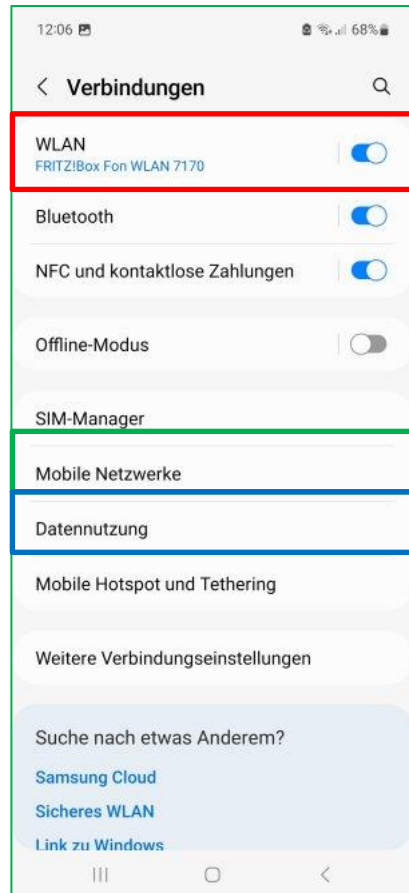 12:06 68%
Verbindungen
WLAN
FRITZ!Box Fon WLAN 7170
Bluetooth
NFC und kontaktlose Zahlungen
Offline-Modus
SIM-Manager
Mobile Netzwerke
Datennutzung
Mobile Hotspot und Tethering
Weitere Verbindungseinstellungen
Suche nach etwas Anderem?
Samsung Cloud
Sicheres WLAN
Link zu Windows